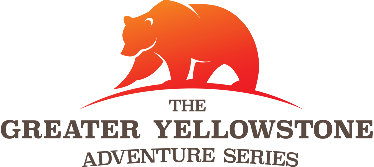 THE
GREATER YELLOWSTONE
ADVENTURE SERIES